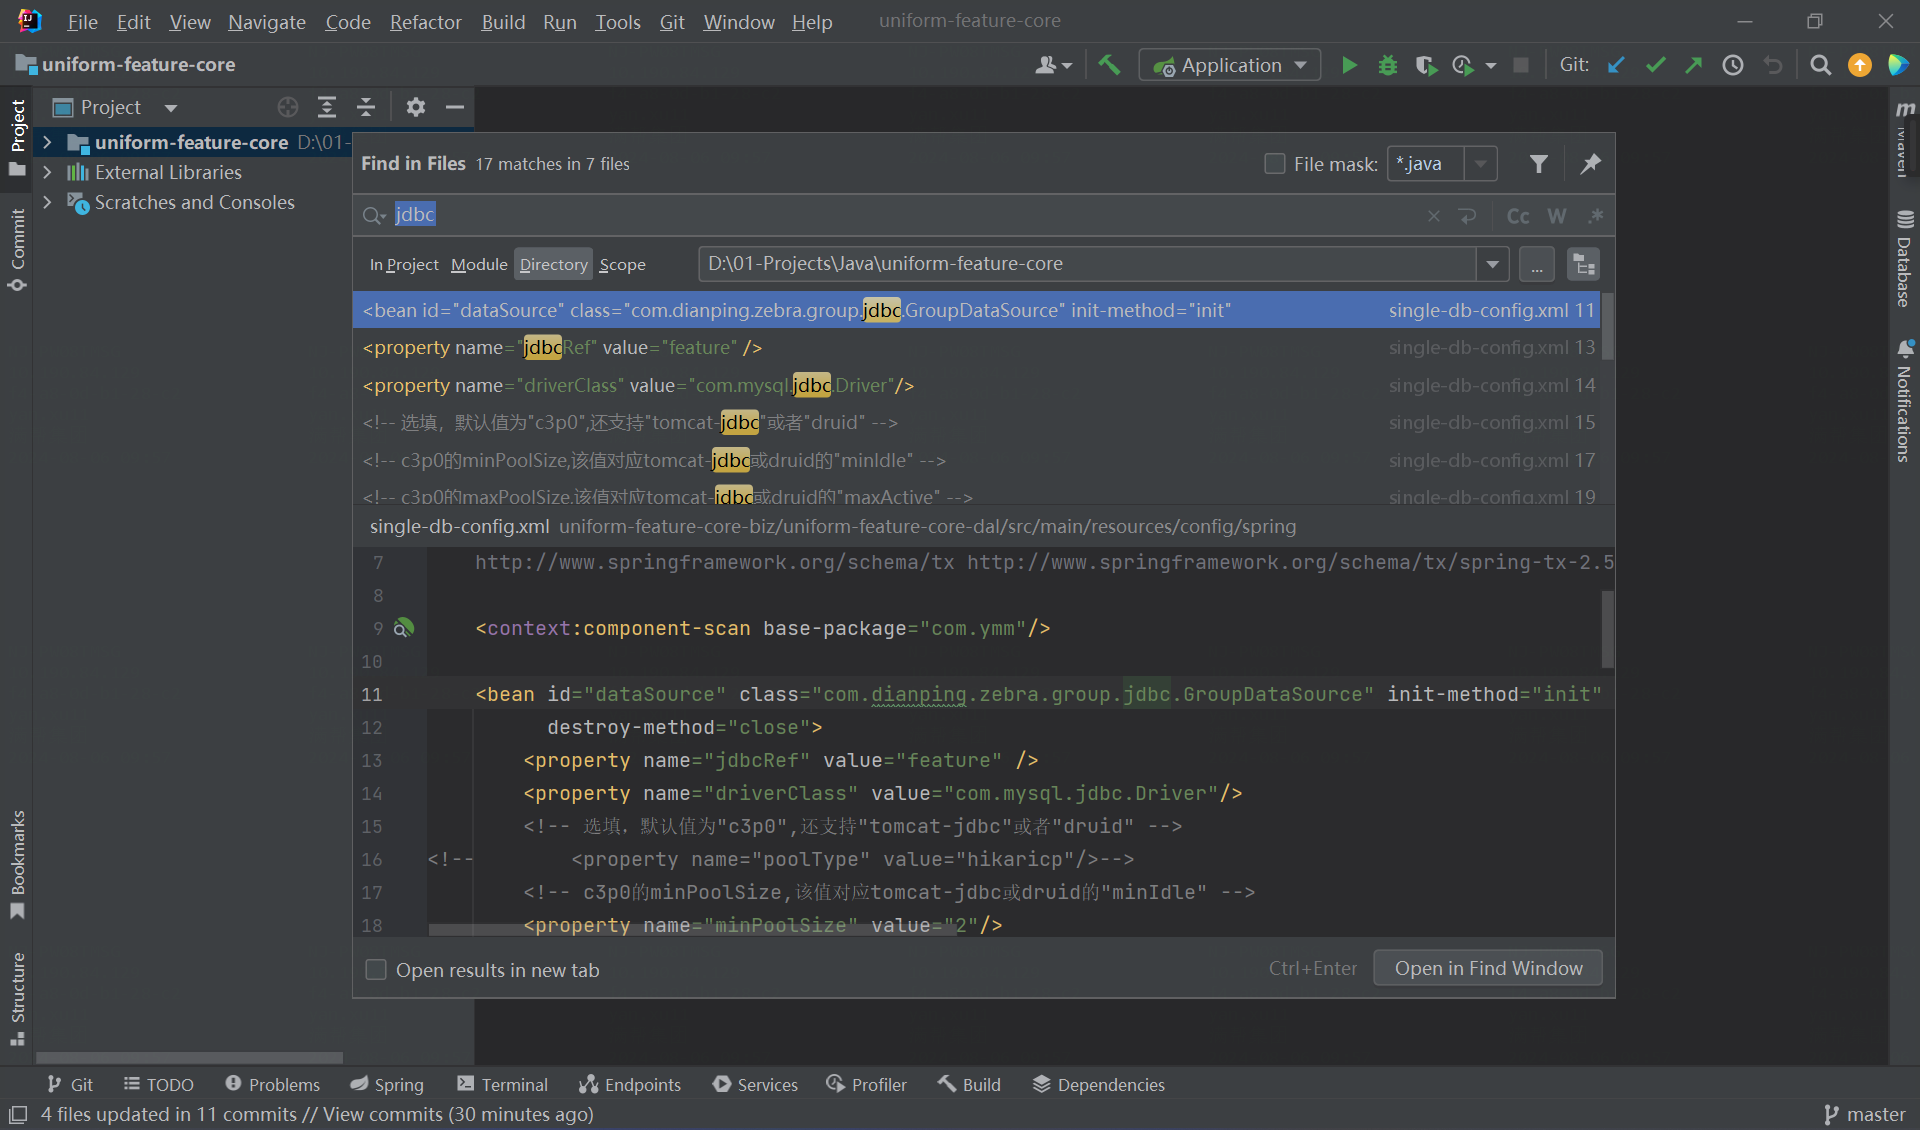 File Edit View Navigate Code Refactor Build Run Tools Git Window Help uniform-feature-core
uniform-feature-core Application Git:
Project
uniform-feature-core D:\01-
External Libraries
Scratches and Consoles
Project
Commit
Bookmarks
Structure
Find in Files 17 matches in 7 files File mask: *.java
jdbc Cc W .*
In Project Module Directory Scope D:\01-Projects\Java\uniform-feature-core ...
<bean id="dataSource" class="com.dianping.zebra.group.jdbc.GroupDataSource" init-method="init" single-db-config.xml 11
<property name="jdbcRef" value="feature" /> single-db-config.xml 13
<property name="driverClass" value="com.mysql.jdbc.Driver"/> single-db-config.xml 14
<!-- 选填，默认值为"c3p0",还支持"tomcat-jdbc"或者"druid" --> single-db-config.xml 15
<!-- c3p0的minPoolSize,该值对应tomcat-jdbc或druid的"minIdle" --> single-db-config.xml 17
<!-- c3p0的maxPoolSize,该值对应tomcat-jdbc或druid的"maxActive" --> single-db-config.xml 19
single-db-config.xml uniform-feature-core-biz/uniform-feature-core-dal/src/main/resources/config/spring
7 http://www.springframework.org/schema/tx http://www.springframework.org/schema/tx/spring-tx-2.5
8
9 <context:component-scan base-package="com.ymm"/>
10
11 <bean id="dataSource" class="com.dianping.zebra.group.jdbc.GroupDataSource" init-method="init"
12 destroy-method="close">
13 <property name="jdbcRef" value="feature" />
14 <property name="driverClass" value="com.mysql.jdbc.Driver"/>
15 <!-- 选填，默认值为"c3p0",还支持"tomcat-jdbc"或者"druid" -->
16 <!-- <property name="poolType" value="hikaricp"/>-->
17 <!-- c3p0的minPoolSize,该值对应tomcat-jdbc或druid的"minIdle" -->
18 <property name="minPoolSize" value="2"/>
Open results in new tab Ctrl+Enter Open in Find Window
Maven
Database
Notifications
Git TODO Problems Spring Terminal Endpoints Services Profiler Build Dependencies
4 files updated in 11 commits // View commits (30 minutes ago) master